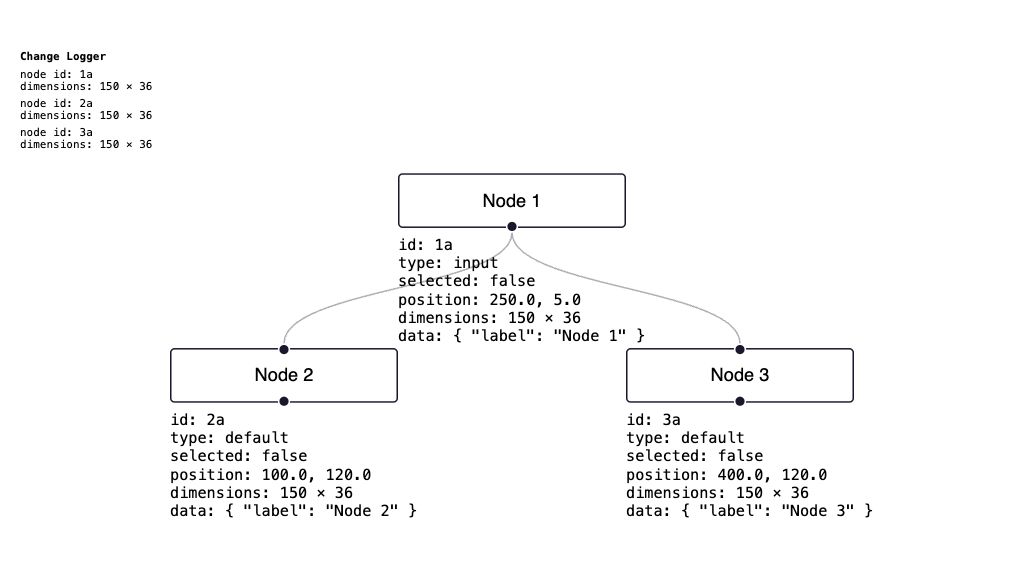 Change Logger
node id: 1a
dimensions: 150 × 36
node id: 2a
dimensions: 150 × 36
node id: 3a
dimensions: 150 × 36
Node 1
id: 1a
type: input
selected: false
position: 250.0, 5.0
dimensions: 150 × 36
data: { "label": "Node 1" }
Node 2
id: 2a
type: default
selected: false
position: 100.0, 120.0
dimensions: 150 × 36
data: { "label": "Node 2" }
Node 3
id: 3a
type: default
selected: false
position: 400.0, 120.0
dimensions: 150 × 36
data: { "label": "Node 3" }